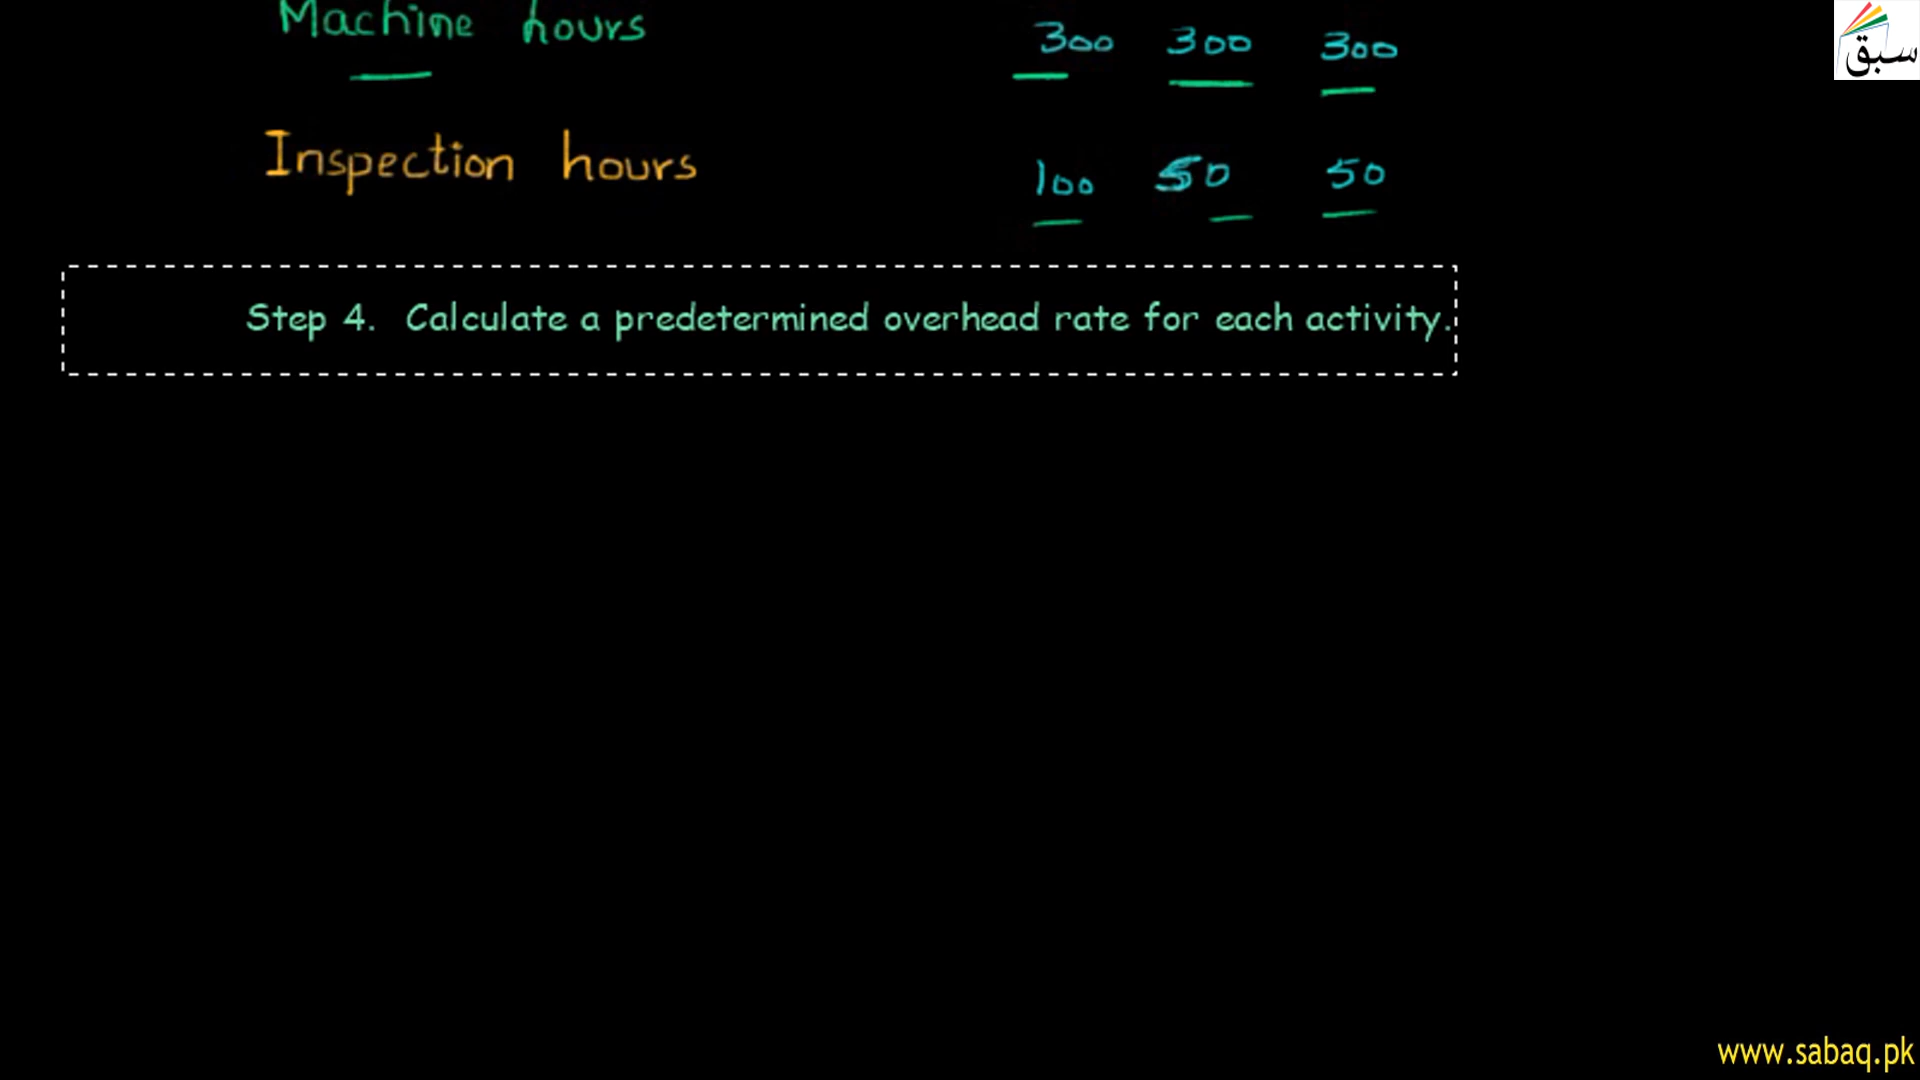 Machine hours 300 300 300
سبق
Inspection hours 100 50 50
Step 4. Calculate a predetermined overhead rate for each activity.
www.sabaq.pk